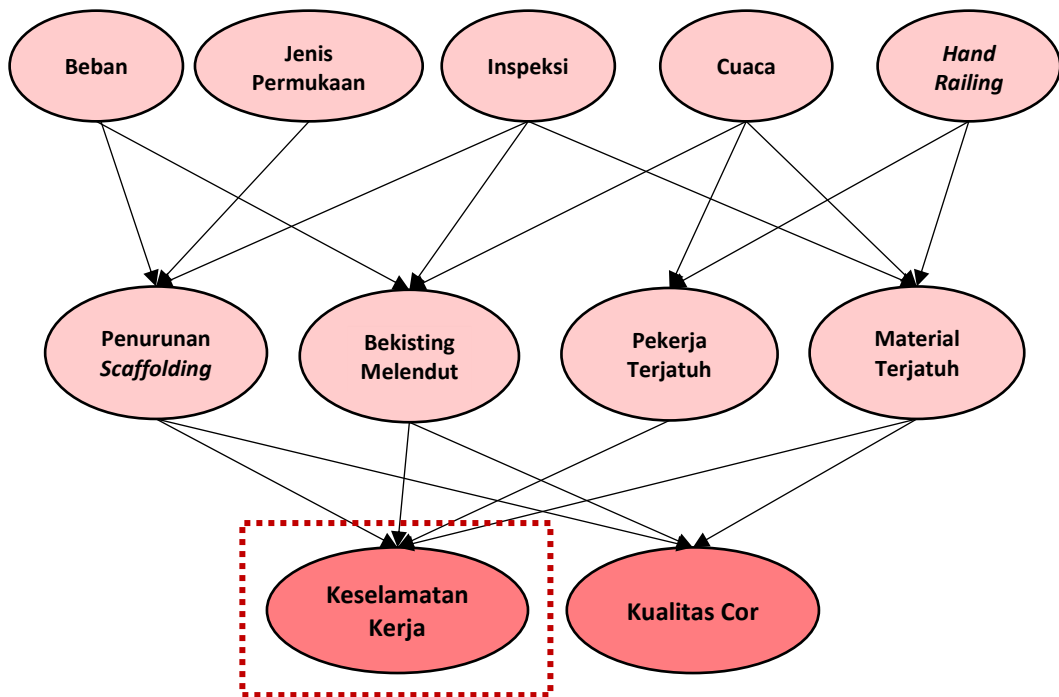 Beban
Jenis
Permukaan
Inspeksi
Cuaca
Hand
Railing
Penurunan
Scaffolding
Bekisting
Melendut
Pekerja
Terjatuh
Material
Terjatuh
Keselamatan
Kerja
Kualitas Cor